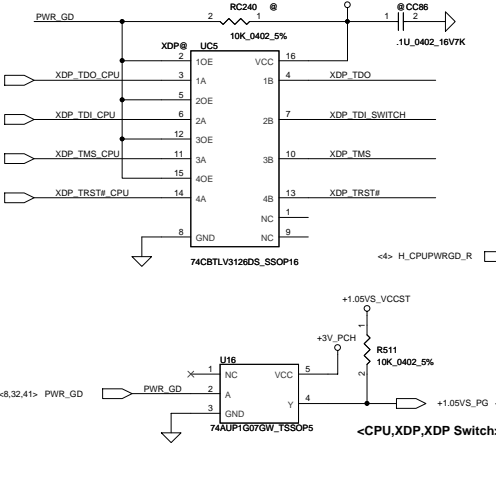 RC240 @
@ CC86
PWR_GD 2 1 1 2
10K_0402_5% .1U_0402_16V7K
XDP@ UC5
2 1OE VCC 16
XDP_TDO_CPU 3 1A 1B 4 XDP_TDO
5 2OE
XDP_TDI_CPU 6 2A 2B 7 XDP_TDI_SWITCH
12 3OE
XDP_TMS_CPU 11 3A 3B 10 XDP_TMS
15 4OE
XDP_TRST#_CPU 14 4A 4B 13 XDP_TRST#
NC 1
8 GND NC 9
74CBTLV3126DS_SSOP16
<4> H_CPUPWRGD_R
+1.05VS_VCCST
1
+3V_PCH
R511
10K_0402_5%
2
U16
1 NC VCC 5
<8,32,41> PWR_GD PWR_GD 2 A
Y 4 +1.05VS_PG
3 GND
74AUP1G07GW_TSSOP5
<CPU,XDP,XDP Switch>